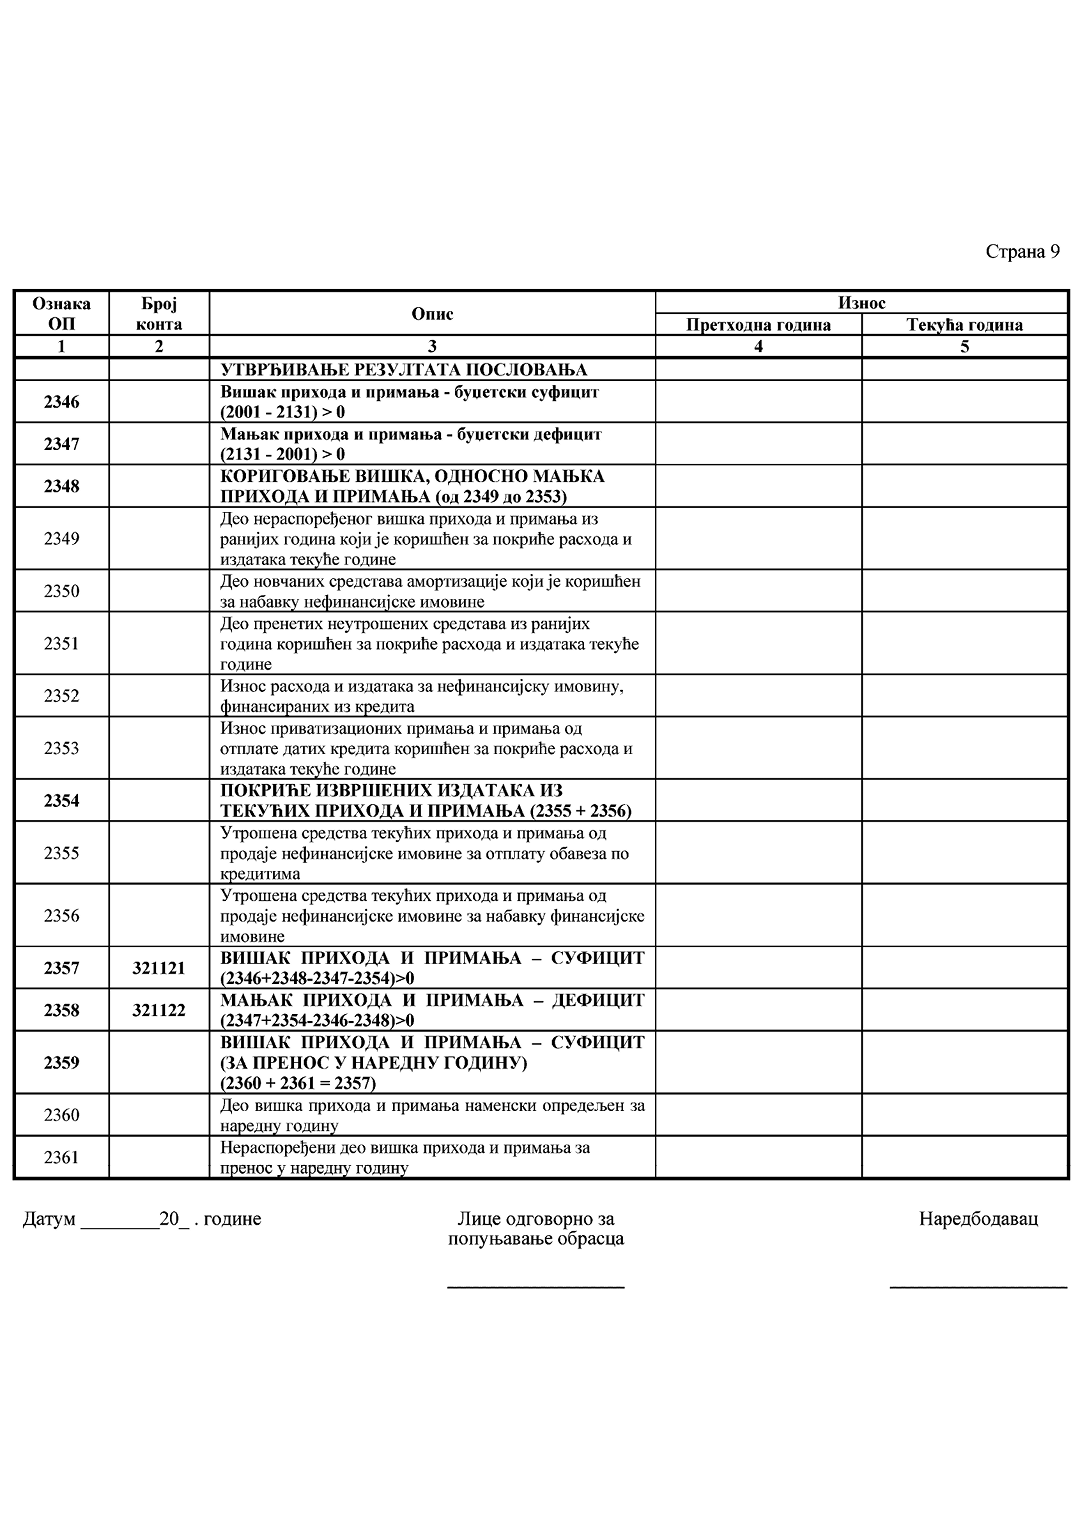 Страна 9
Ознака
ОП
Број
конта
Опис
Износ
Претходна година
Текућа година
1
2
3
4
5
УТВРЂИВАЊЕ РЕЗУЛТАТА ПОСЛОВАЊА
2346
Вишак прихода и примања - буџетски суфицит
(2001 - 2131) > 0
2347
Мањак прихода и примања - буџетски дефицит
(2131 - 2001) > 0
2348
КОРИГОВАЊЕ ВИШКА, ОДНОСНО МАЊКА
ПРИХОДА И ПРИМАЊА (од 2349 до 2353)
2349
Део нераспоређеног вишка прихода и примања из
ранијих година који је коришћен за покриће расхода и
издатака текуће године
2350
Део новчаних средстава амортизације који је коришћен
за набавку нефинансијске имовине
2351
Део пренетих неутрошених средстава из ранијих
година коришћен за покриће расхода и издатака текуће
године
2352
Износ расхода и издатака за нефинансијску имовину,
финансираних из кредита
2353
Износ приватизационих примања и примања од
отплате датих кредита коришћен за покриће расхода и
издатака текуће године
2354
ПОКРИЋЕ ИЗВРШЕНИХ ИЗДАТАКА ИЗ
ТЕКУЋИХ ПРИХОДА И ПРИМАЊА (2355 + 2356)
2355
Утрошена средства текућих прихода и примања од
продаје нефинансијске имовине за отплату обавеза по
кредитима
2356
Утрошена средства текућих прихода и примања од
продаје нефинансијске имовине за набавку финансијске
имовине
2357
321121
ВИШАК ПРИХОДА И ПРИМАЊА – СУФИЦИТ
(2346+2348-2347-2354)>0
2358
321122
МАЊАК ПРИХОДА И ПРИМАЊА – ДЕФИЦИТ
(2347+2354-2346-2348)>0
2359
ВИШАК ПРИХОДА И ПРИМАЊА – СУФИЦИТ
(ЗА ПРЕНОС У НАРЕДНУ ГОДИНУ)
(2360 + 2361 = 2357)
2360
Део вишка прихода и примања наменски опредељен за
наредну годину
2361
Нераспоређени део вишка прихода и примања за
пренос у наредну годину
Датум ________20_ . године
Лице одговорно за
попуњавање обрасца
Наредбодавац